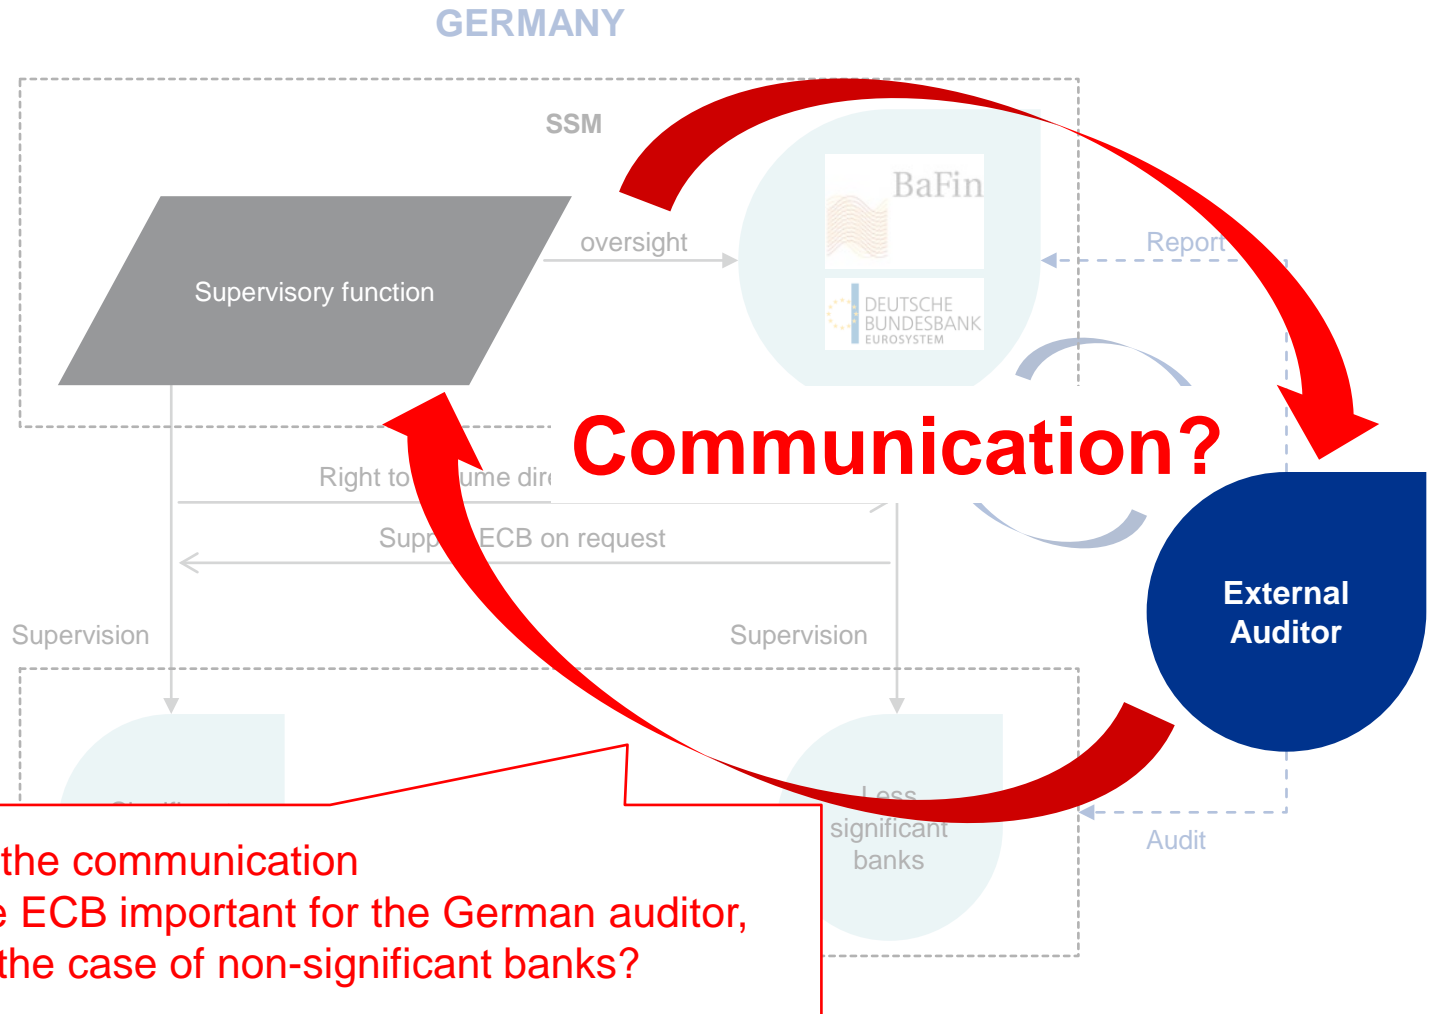 GERMANY
SSM
BaFin
oversight
Report
Supervisory function
DEUTSCHE
BUNDESBANK
EUROSYSTEM
Communication?
Right to
Supp ECB on request
External
Auditor
Supervision
Supervision
Less
significant
banks
Audit
the communication
ECB important for the German auditor,
the case of non-significant banks?